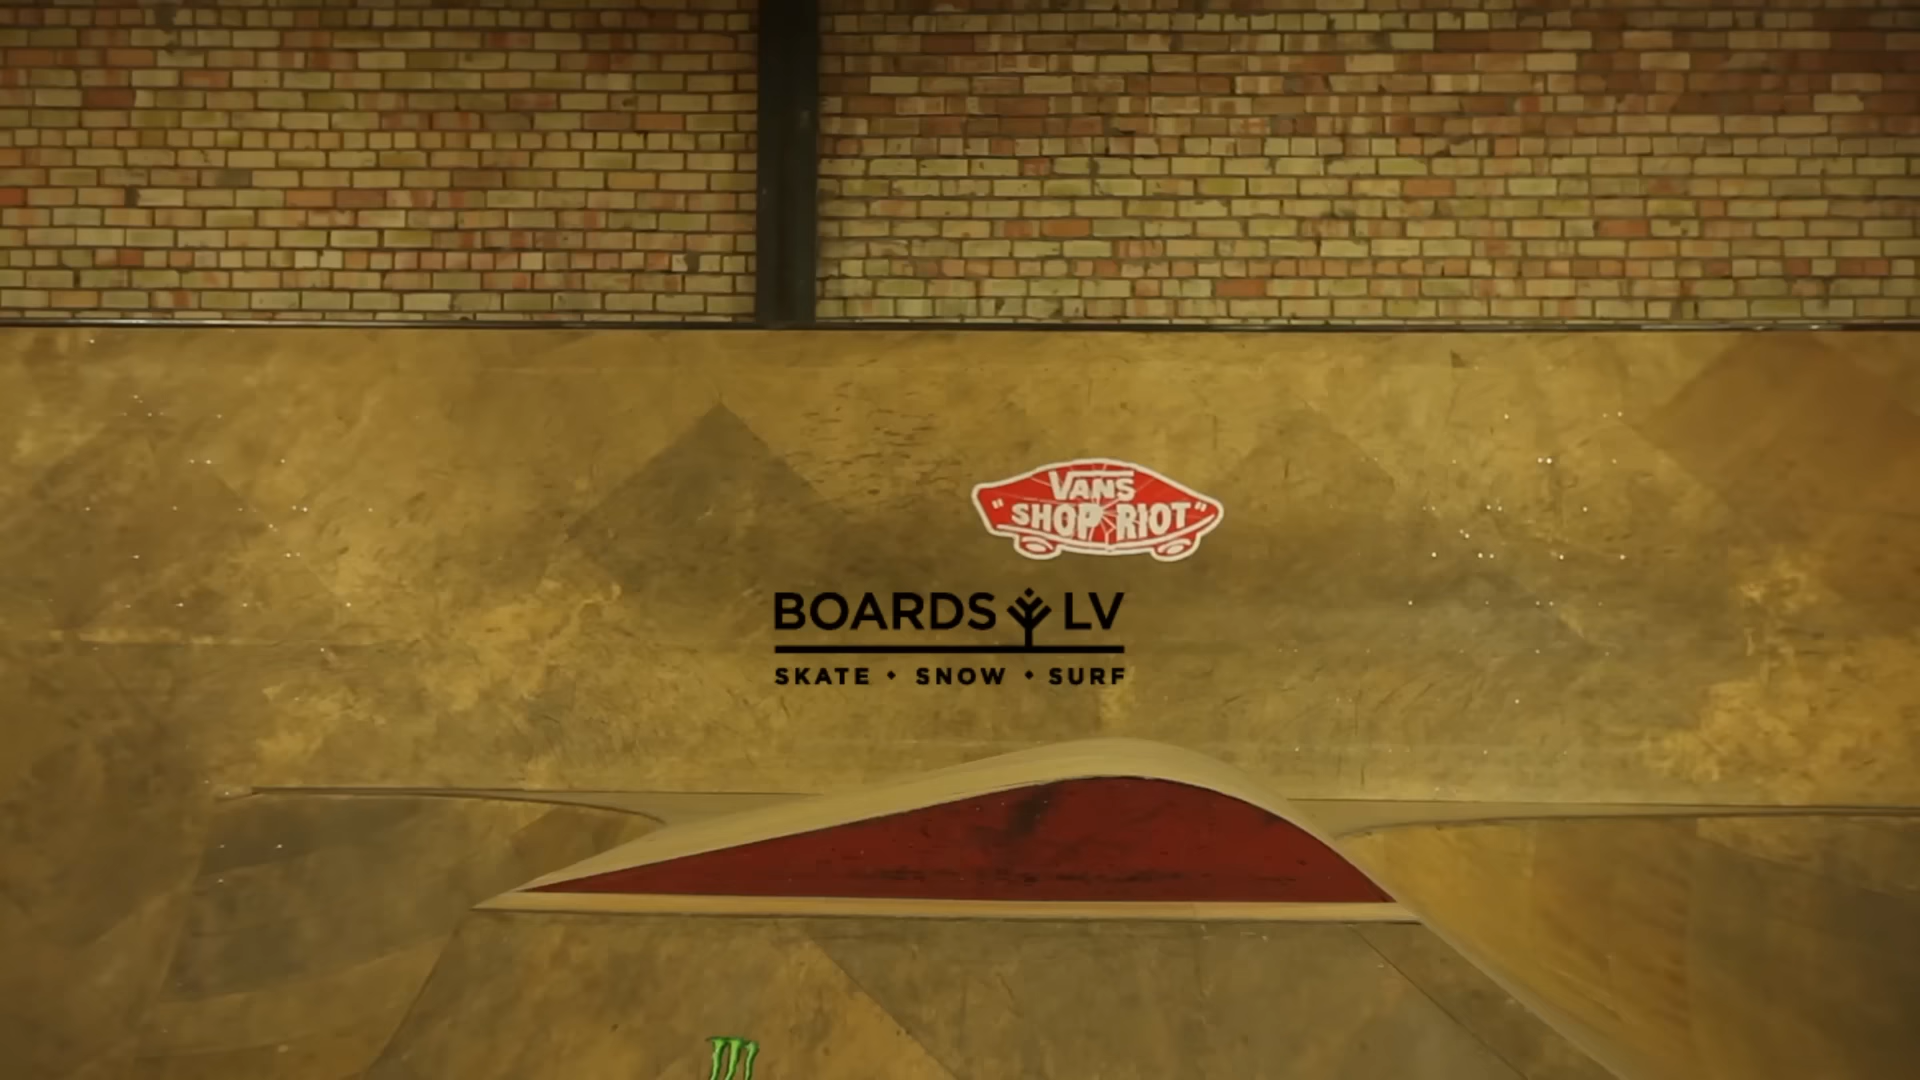 VANS
"SHOP RIOT"
BOARDS LV
SKATE • SNOW • SURF